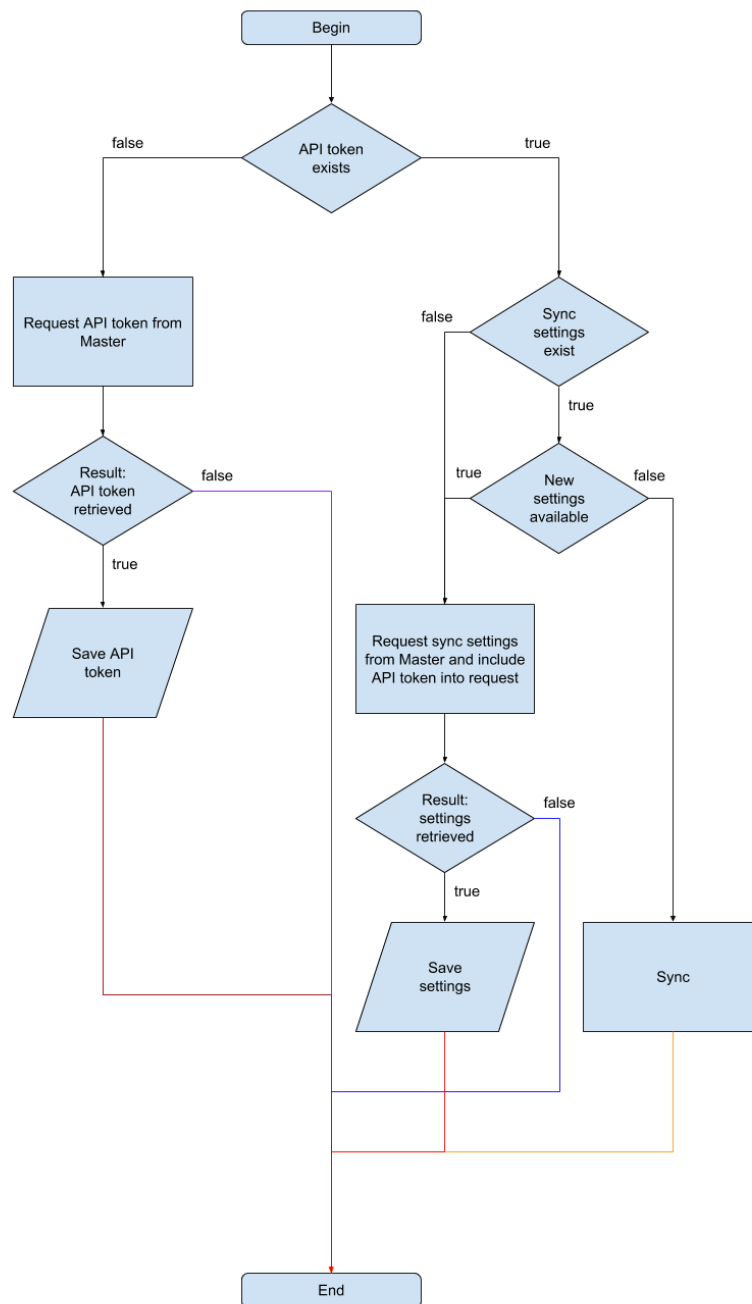 Begin
false
API token
exists
true
Request API token from
Master
false
Sync
settings
exist
true
Result:
API token
retrieved
false
true
New
settings
available
false
true
Save API
token
Request sync settings
from Master and include
API token into request
Result:
settings
retrieved
false
true
Save
settings
Sync
End